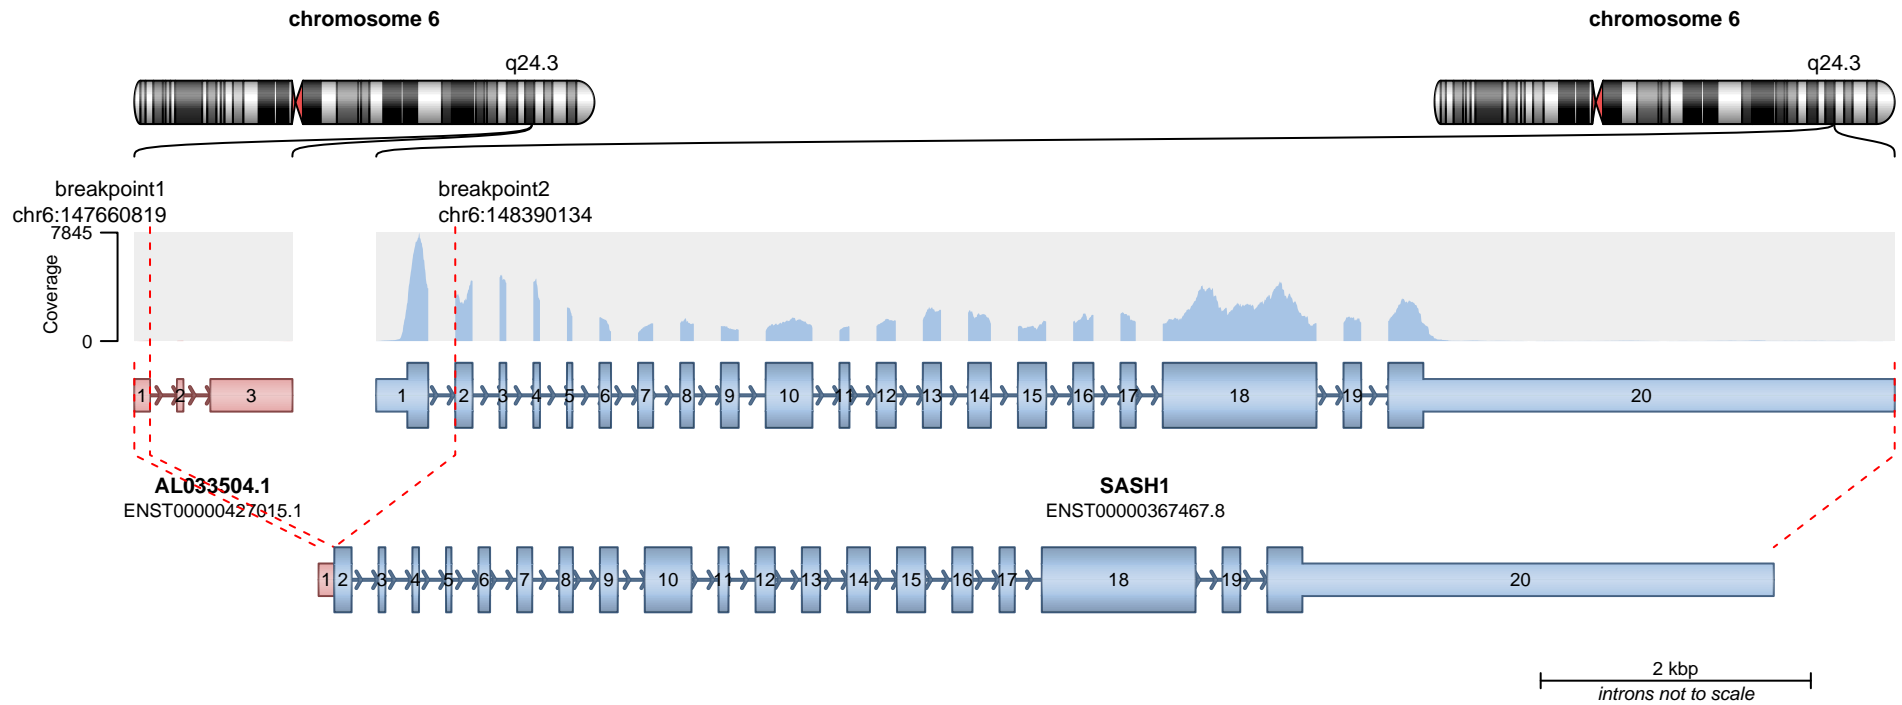 chromosome 6
chromosome 6
q24.3
q24.3
breakpoint1
chr6:147660819
breakpoint2
chr6:148390134
7845
0
Coverage
1 2 3
1 2 3 4 5 6 7 8 9 10 11 12 13 14 15 16 17 18 19 20
AL033504.1
ENST00000427015.1
SASH1
ENST00000367467.8
1 2 3 4 5 6 7 8 9 10 11 12 13 14 15 16 17 18 19 20
2 kbp
introns not to scale